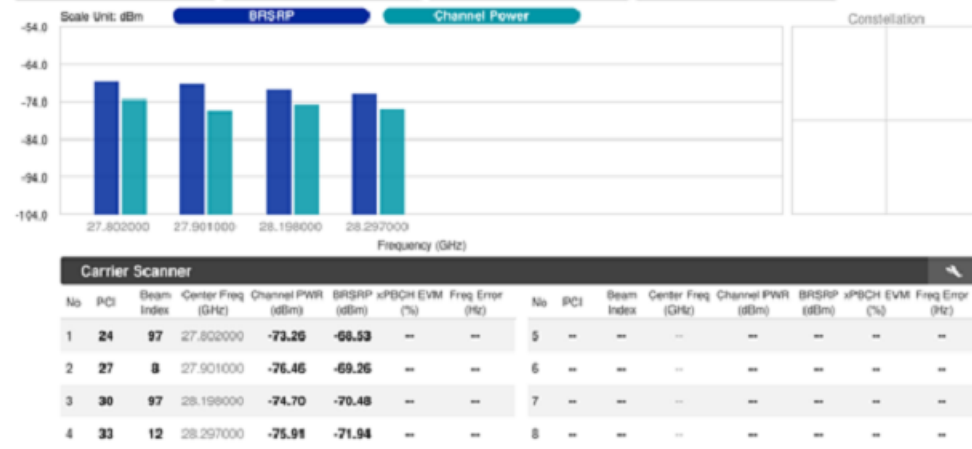 Scale Unit: dBm BRSRP Channel Power Constellation
-54.0
-64.0
-74.0
-84.0
-94.0
-104.0
27.802000 27.901000 28.198000 28.297000
Frequency (GHz)
Carrier Scanner
No PCI Beam Index Center Freq (GHz) Channel PWR (dBm) BRSRP (dBm) xPBCH EVM (%) Freq Error (Hz) No PCI Beam Index Center Freq (GHz) Channel PWR (dBm) BRSRP (dBm) xPBCH EVM (%) Freq Error (Hz)
1 24 97 27.802000 -73.26 -68.53 -- -- 5 -- -- -- -- -- -- --
2 27 8 27.901000 -76.46 -69.26 -- -- 6 -- -- -- -- -- -- --
3 30 97 28.198000 -74.70 -70.48 -- -- 7 -- -- -- -- -- -- --
4 33 12 28.297000 -75.91 -71.94 -- -- 8 -- -- -- -- -- -- --